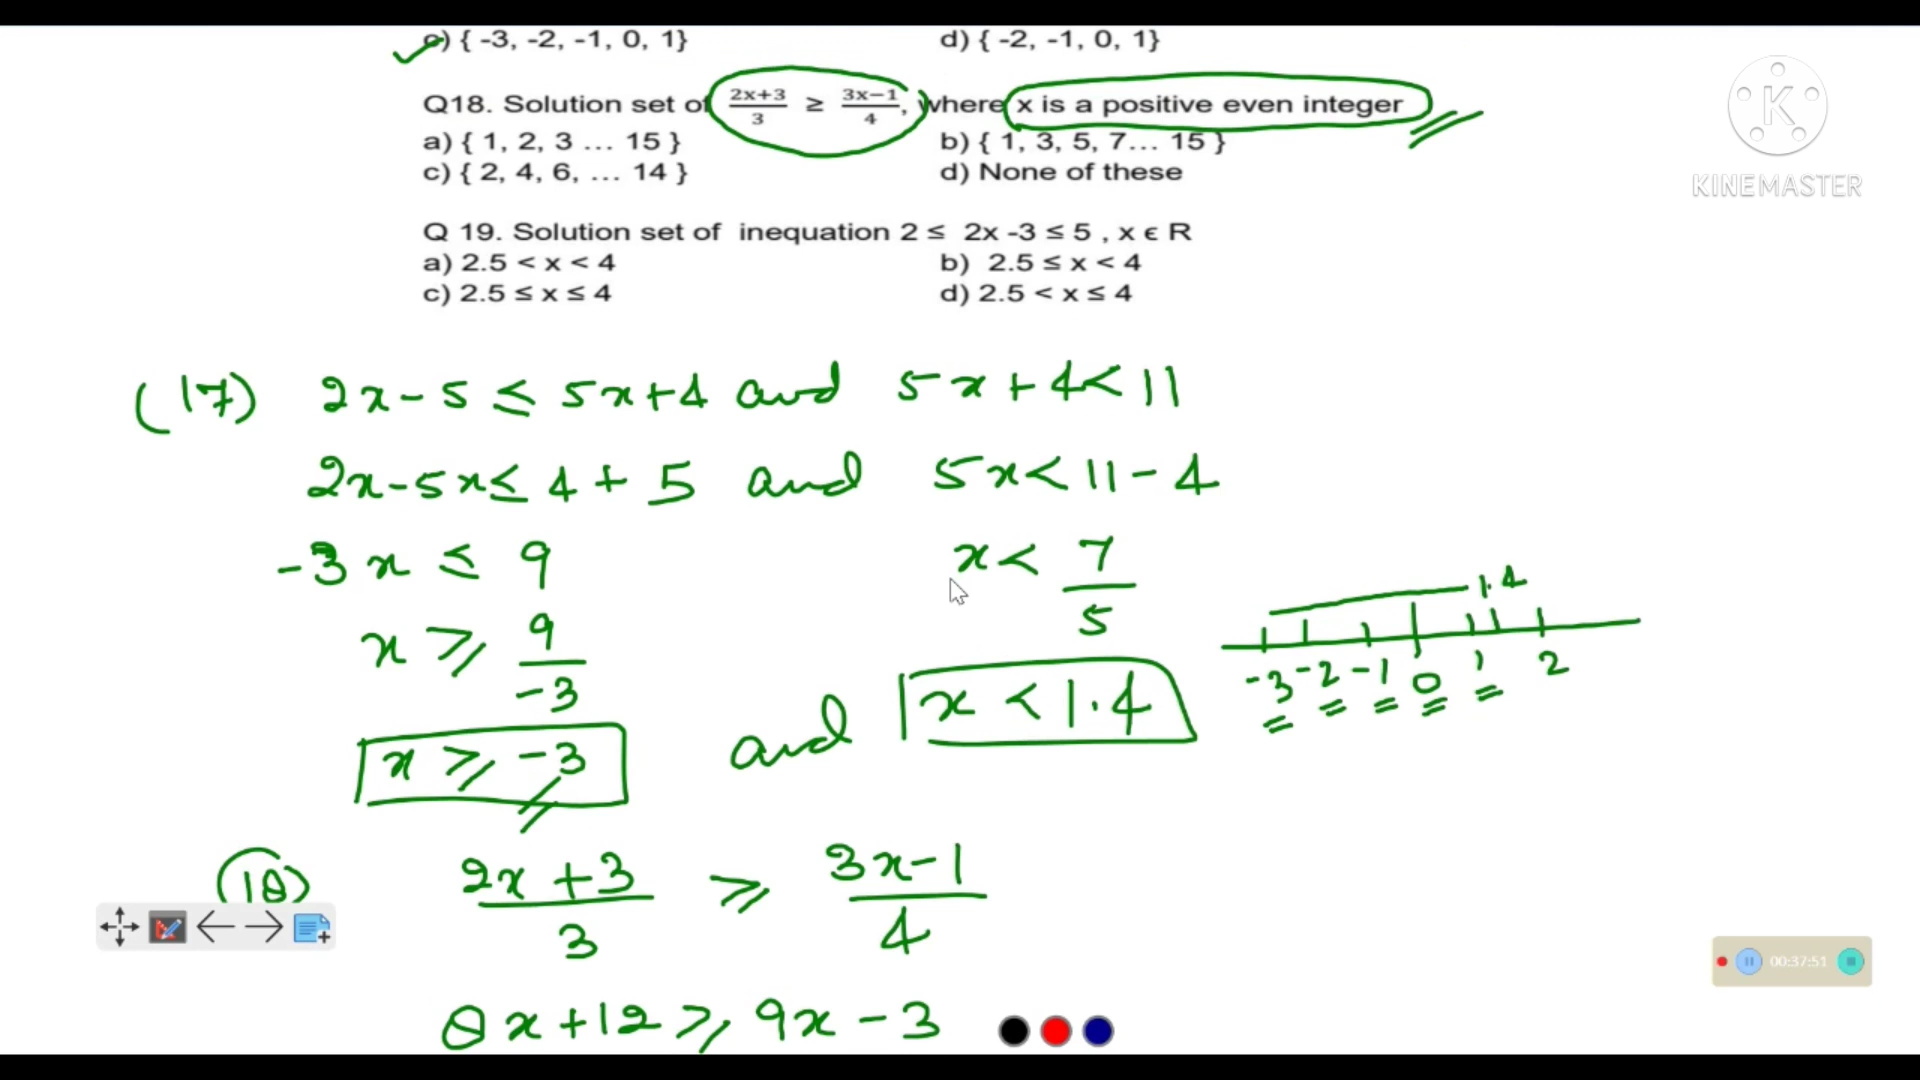 c) { -3, -2, -1, 0, 1} d) { -2, -1, 0, 1}
Q18. Solution set of (2x+3)/3 ≥ (3x−1)/4, where x is a positive even integer
a) { 1, 2, 3 ... 15 } b) { 1, 3, 5, 7... 15 }
c) { 2, 4, 6, ... 14 } d) None of these
Q 19. Solution set of inequation 2 ≤ 2x -3 ≤ 5 , x ϵ R
a) 2.5 < x < 4 b) 2.5 ≤ x < 4
c) 2.5 ≤ x ≤ 4 d) 2.5 < x ≤ 4
KINEMASTER
(17) 2x - 5 ≤ 5x + 4 and 5x + 4 < 11
2x - 5x ≤ 4 + 5 and 5x < 11 - 4
-3x ≤ 9 x < 7/5
x ≥ 9/-3
x ≥ -3 and x < 1.4
1.4
-3 -2 -1 0 1 2
(18) (2x + 3)/3 ≥ (3x - 1)/4
8x + 12 ≥ 9x - 3
00:37:51